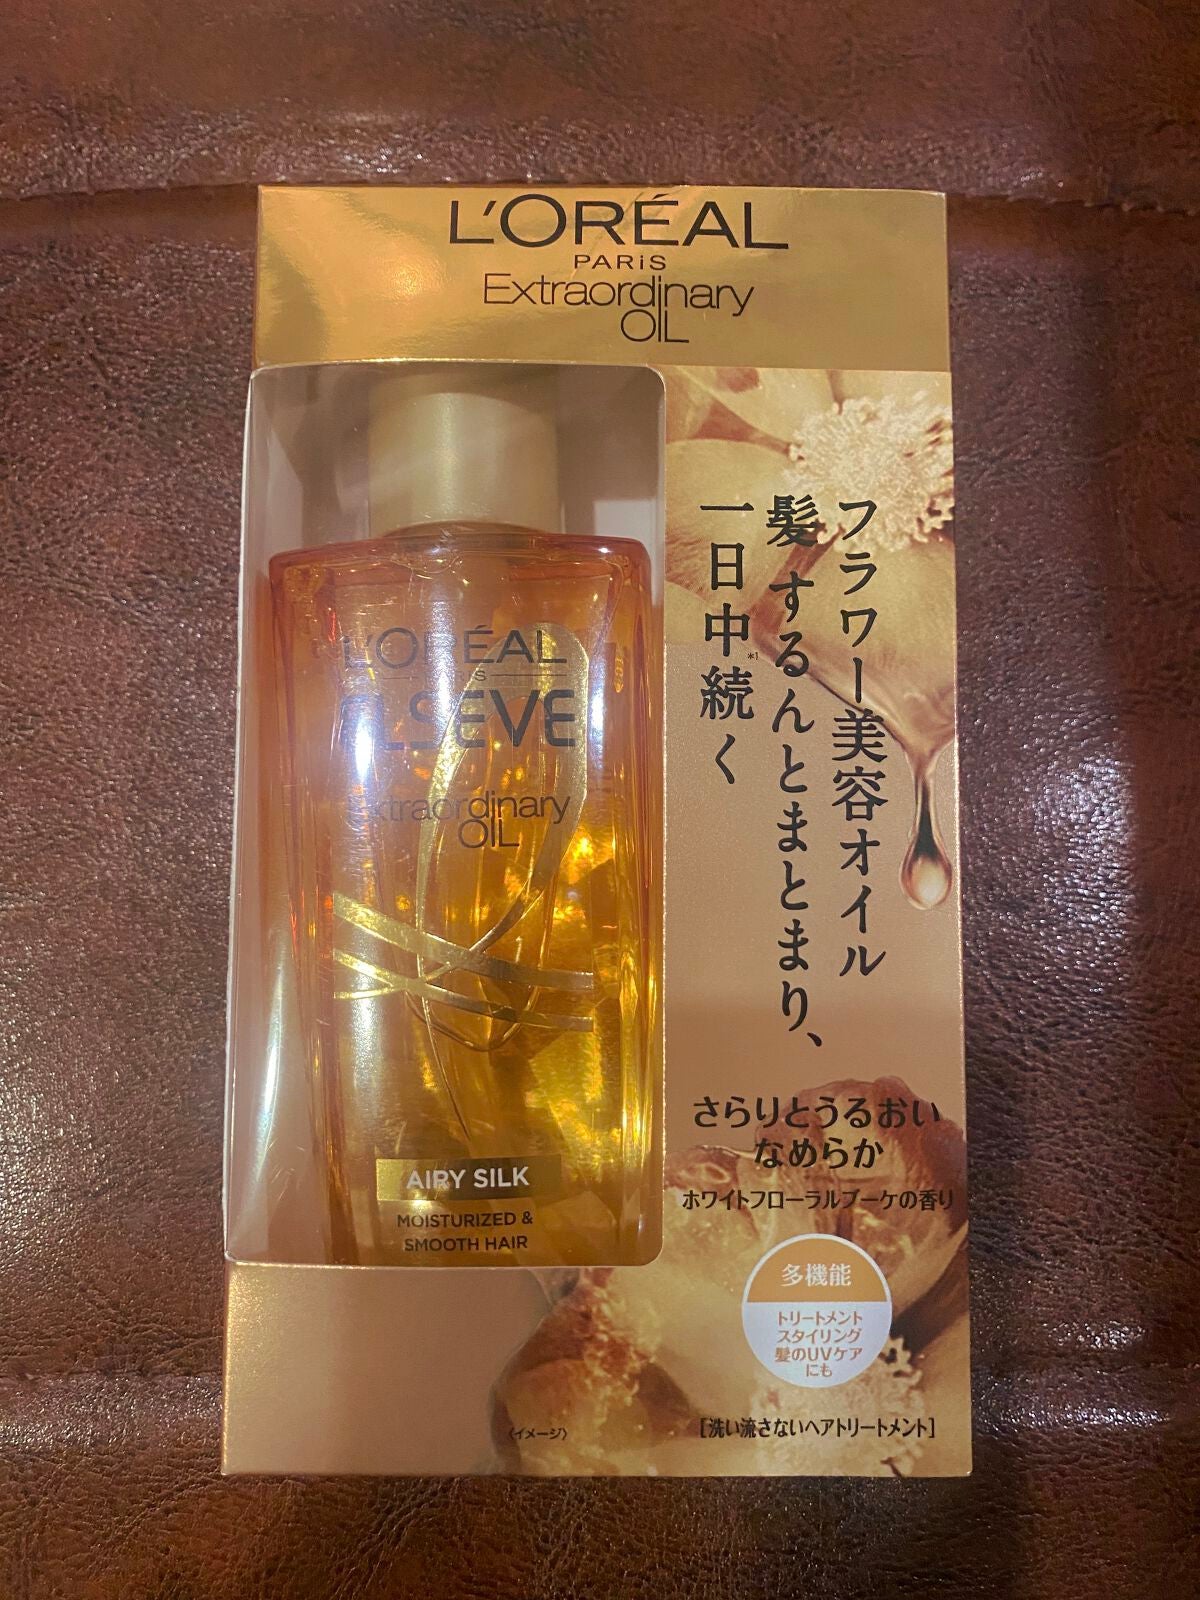 L'ORÉAL
PARiS
Extraordinary
OIL
フラワー美容オイル
髪 するんとまとまり、
一日中続く
*1
L'ORÉAL
ELSEVE
Extraordinary
OIL
AIRY SILK
MOISTURIZED &
SMOOTH HAIR
さらりとうるおい
なめらか
ホワイトフローラルブーケの香り
多機能
トリートメント
スタイリング
髪のUVケア
にも
〈イメージ〉
[洗い流さないヘアトリートメント]